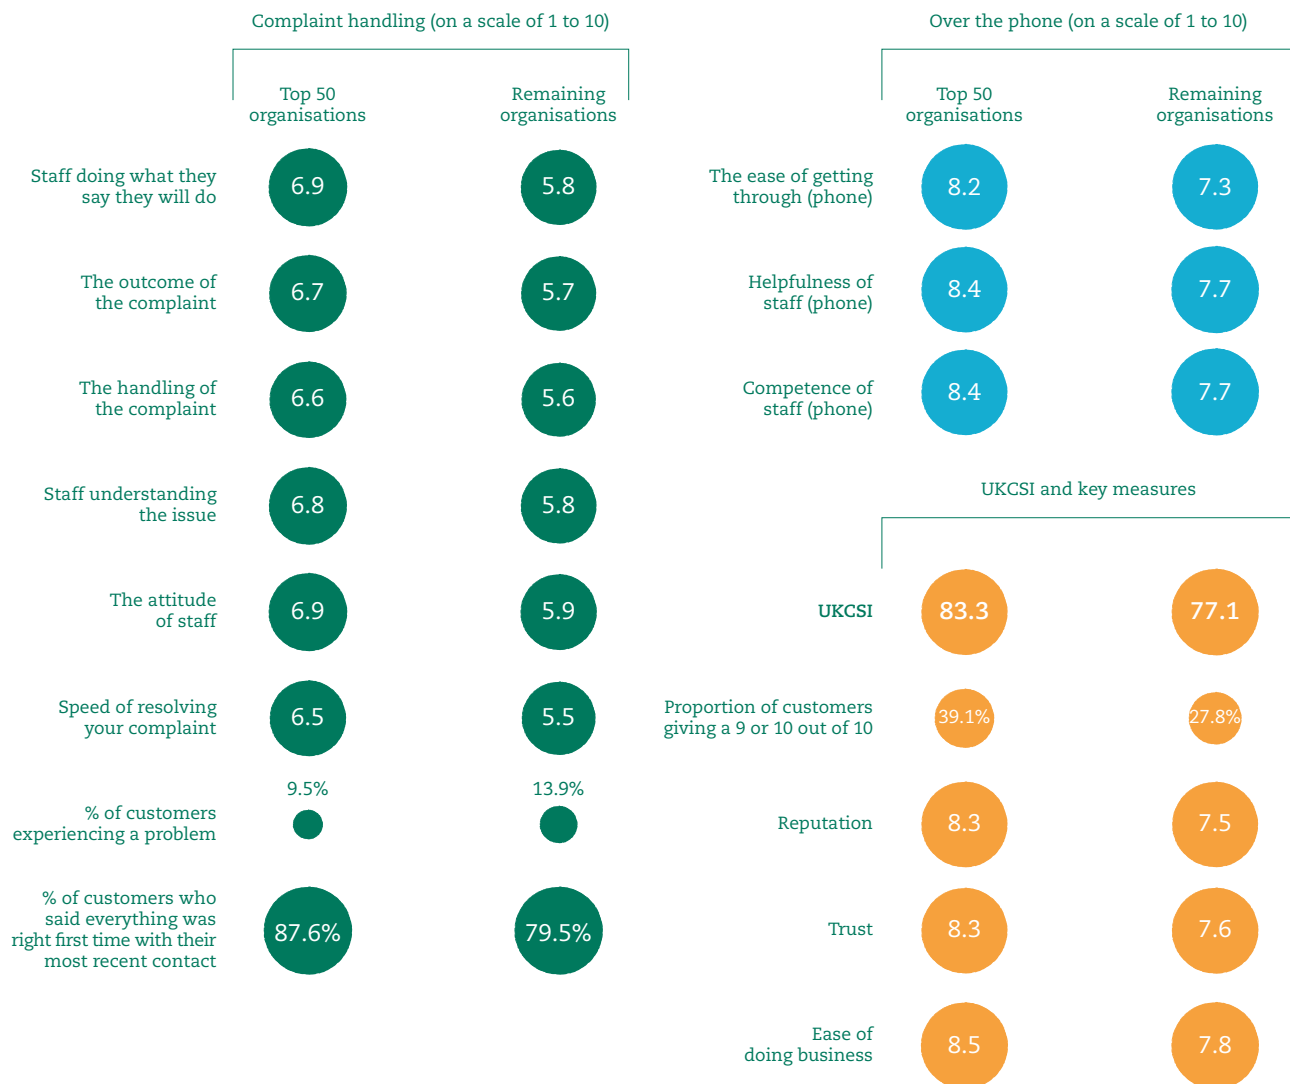 Complaint handling (on a scale of 1 to 10)
Top 50
organisations
Remaining
organisations
Staff doing what they
say they will do
6.9
5.8
The outcome of
the complaint
6.7
5.7
The handling of
the complaint
6.6
5.6
Staff understanding
the issue
6.8
5.8
The attitude
of staff
6.9
5.9
Speed of resolving
your complaint
6.5
5.5
% of customers
experiencing a problem
9.5%
13.9%
% of customers who
said everything was
right first time with their
most recent contact
87.6%
79.5%
Over the phone (on a scale of 1 to 10)
Top 50
organisations
Remaining
organisations
The ease of getting
through (phone)
8.2
7.3
Helpfulness of
staff (phone)
8.4
7.7
Competence of
staff (phone)
8.4
7.7
UKCSI and key measures
UKCSI
83.3
77.1
Proportion of customers
giving a 9 or 10 out of 10
39.1%
27.8%
Reputation
8.3
7.5
Trust
8.3
7.6
Ease of
doing business
8.5
7.8